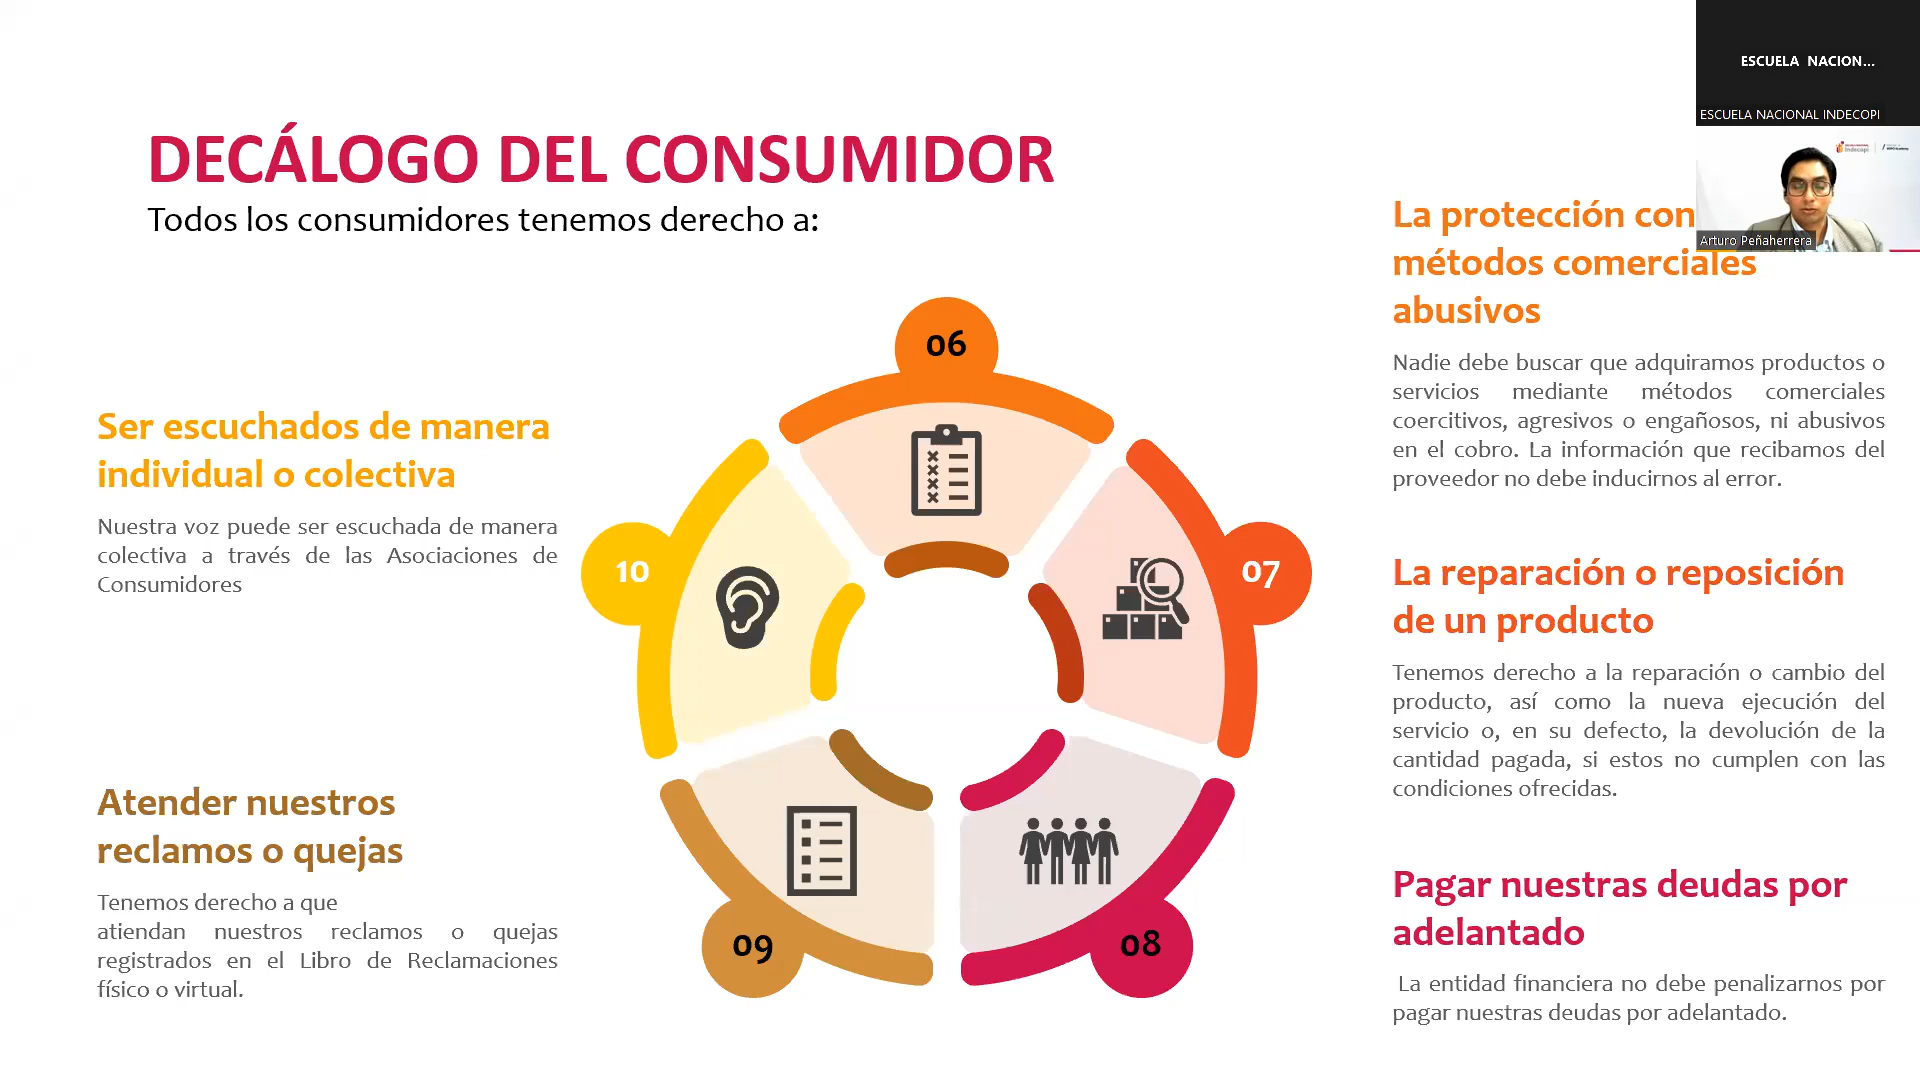 ESCUELA NACION...
ESCUELA NACIONAL INDECOPI
Arturo Peñaherrera
DECÁLOGO DEL CONSUMIDOR
Todos los consumidores tenemos derecho a:
06
07
08
09
10
La protección con
métodos comerciales
abusivos
Nadie debe buscar que adquiramos productos o
servicios mediante métodos comerciales
coercitivos, agresivos o engañosos, ni abusivos
en el cobro. La información que recibamos del
proveedor no debe inducirnos al error.
La reparación o reposición
de un producto
Tenemos derecho a la reparación o cambio del
producto, así como la nueva ejecución del
servicio o, en su defecto, la devolución de la
cantidad pagada, si estos no cumplen con las
condiciones ofrecidas.
Pagar nuestras deudas por
adelantado
La entidad financiera no debe penalizarnos por
pagar nuestras deudas por adelantado.
Atender nuestros
reclamos o quejas
Tenemos derecho a que
atiendan nuestros reclamos o quejas
registrados en el Libro de Reclamaciones
físico o virtual.
Ser escuchados de manera
individual o colectiva
Nuestra voz puede ser escuchada de manera
colectiva a través de las Asociaciones de
Consumidores